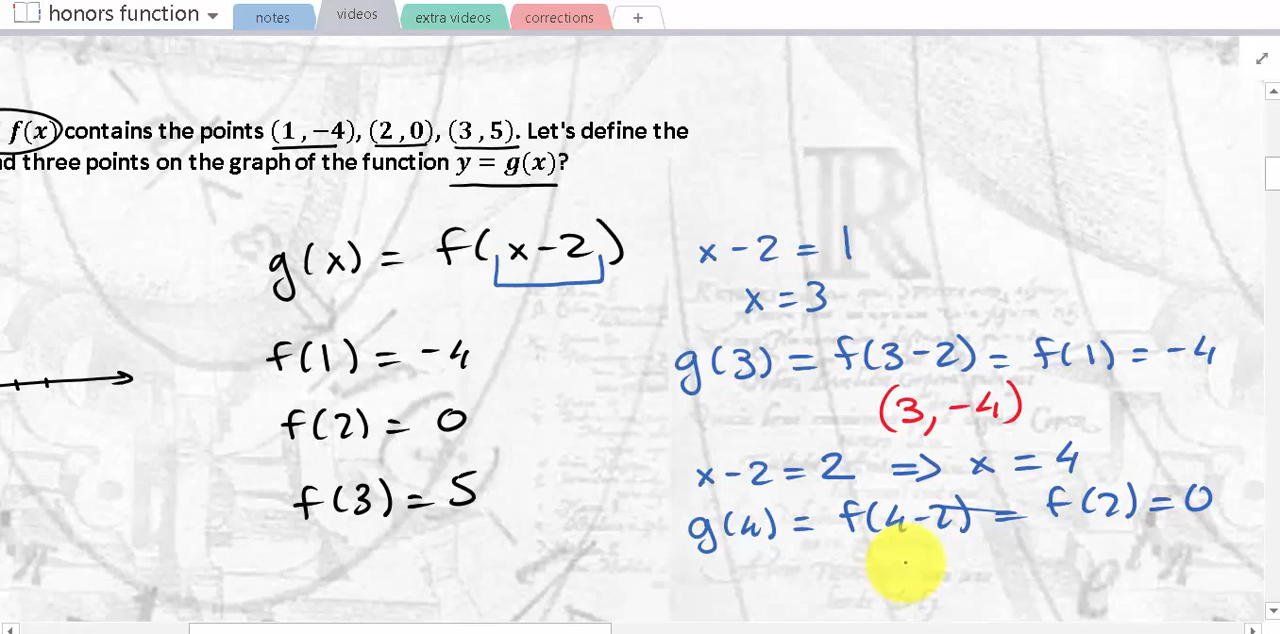 honors function
notes videos extra videos corrections +
f(x) contains the points (1 , −4), (2 , 0), (3 , 5). Let's define the
d three points on the graph of the function y = g(x)?
g(x) = f(x-2)
f(1) = -4
f(2) = 0
f(3) = 5
x - 2 = 1
x = 3
g(3) = f(3-2) = f(1) = -4
(3, -4)
x - 2 = 2 => x = 4
g(4) = f(4-2) = f(2) = 0